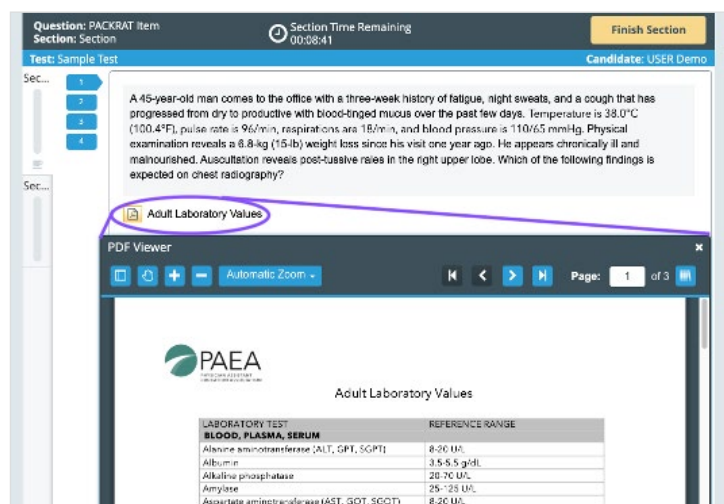 Question: PACKRAT Item
Section: Section
Section Time Remaining
00:08:41
Finish Section
Test: Sample Test
Candidate: USER Demo
Sec...
1
2
3
4
A 45-year-old man comes to the office with a three-week history of fatigue, night sweats, and a cough that has
progressed from dry to productive with blood-tinged mucus over the past few days. Temperature is 38.0°C
(100.4°F), pulse rate is 96/min, respirations are 18/min, and blood pressure is 110/65 mmHg. Physical
examination reveals a 6.8-kg (15-lb) weight loss since his visit one year ago. He appears chronically ill and
malnourished. Auscultation reveals post-tussive rales in the right upper lobe. Which of the following findings is
expected on chest radiography?
Sec...
Adult Laboratory Values
PDF Viewer
Automatic Zoom
Page: 1 of 3
PAEA
Adult Laboratory Values
LABORATORY TEST REFERENCE RANGE
BLOOD, PLASMA, SERUM
Alanine aminotransferase (ALT, GPT, SGPT) 8-20 U/L
Albumin 3.5-5.5 g/dL
Alkaline phosphatase 20-70 U/L
Amylase 25-125 U/L
Aspartate aminotransferase (AST, GOT, SGOT) 8-20 U/L